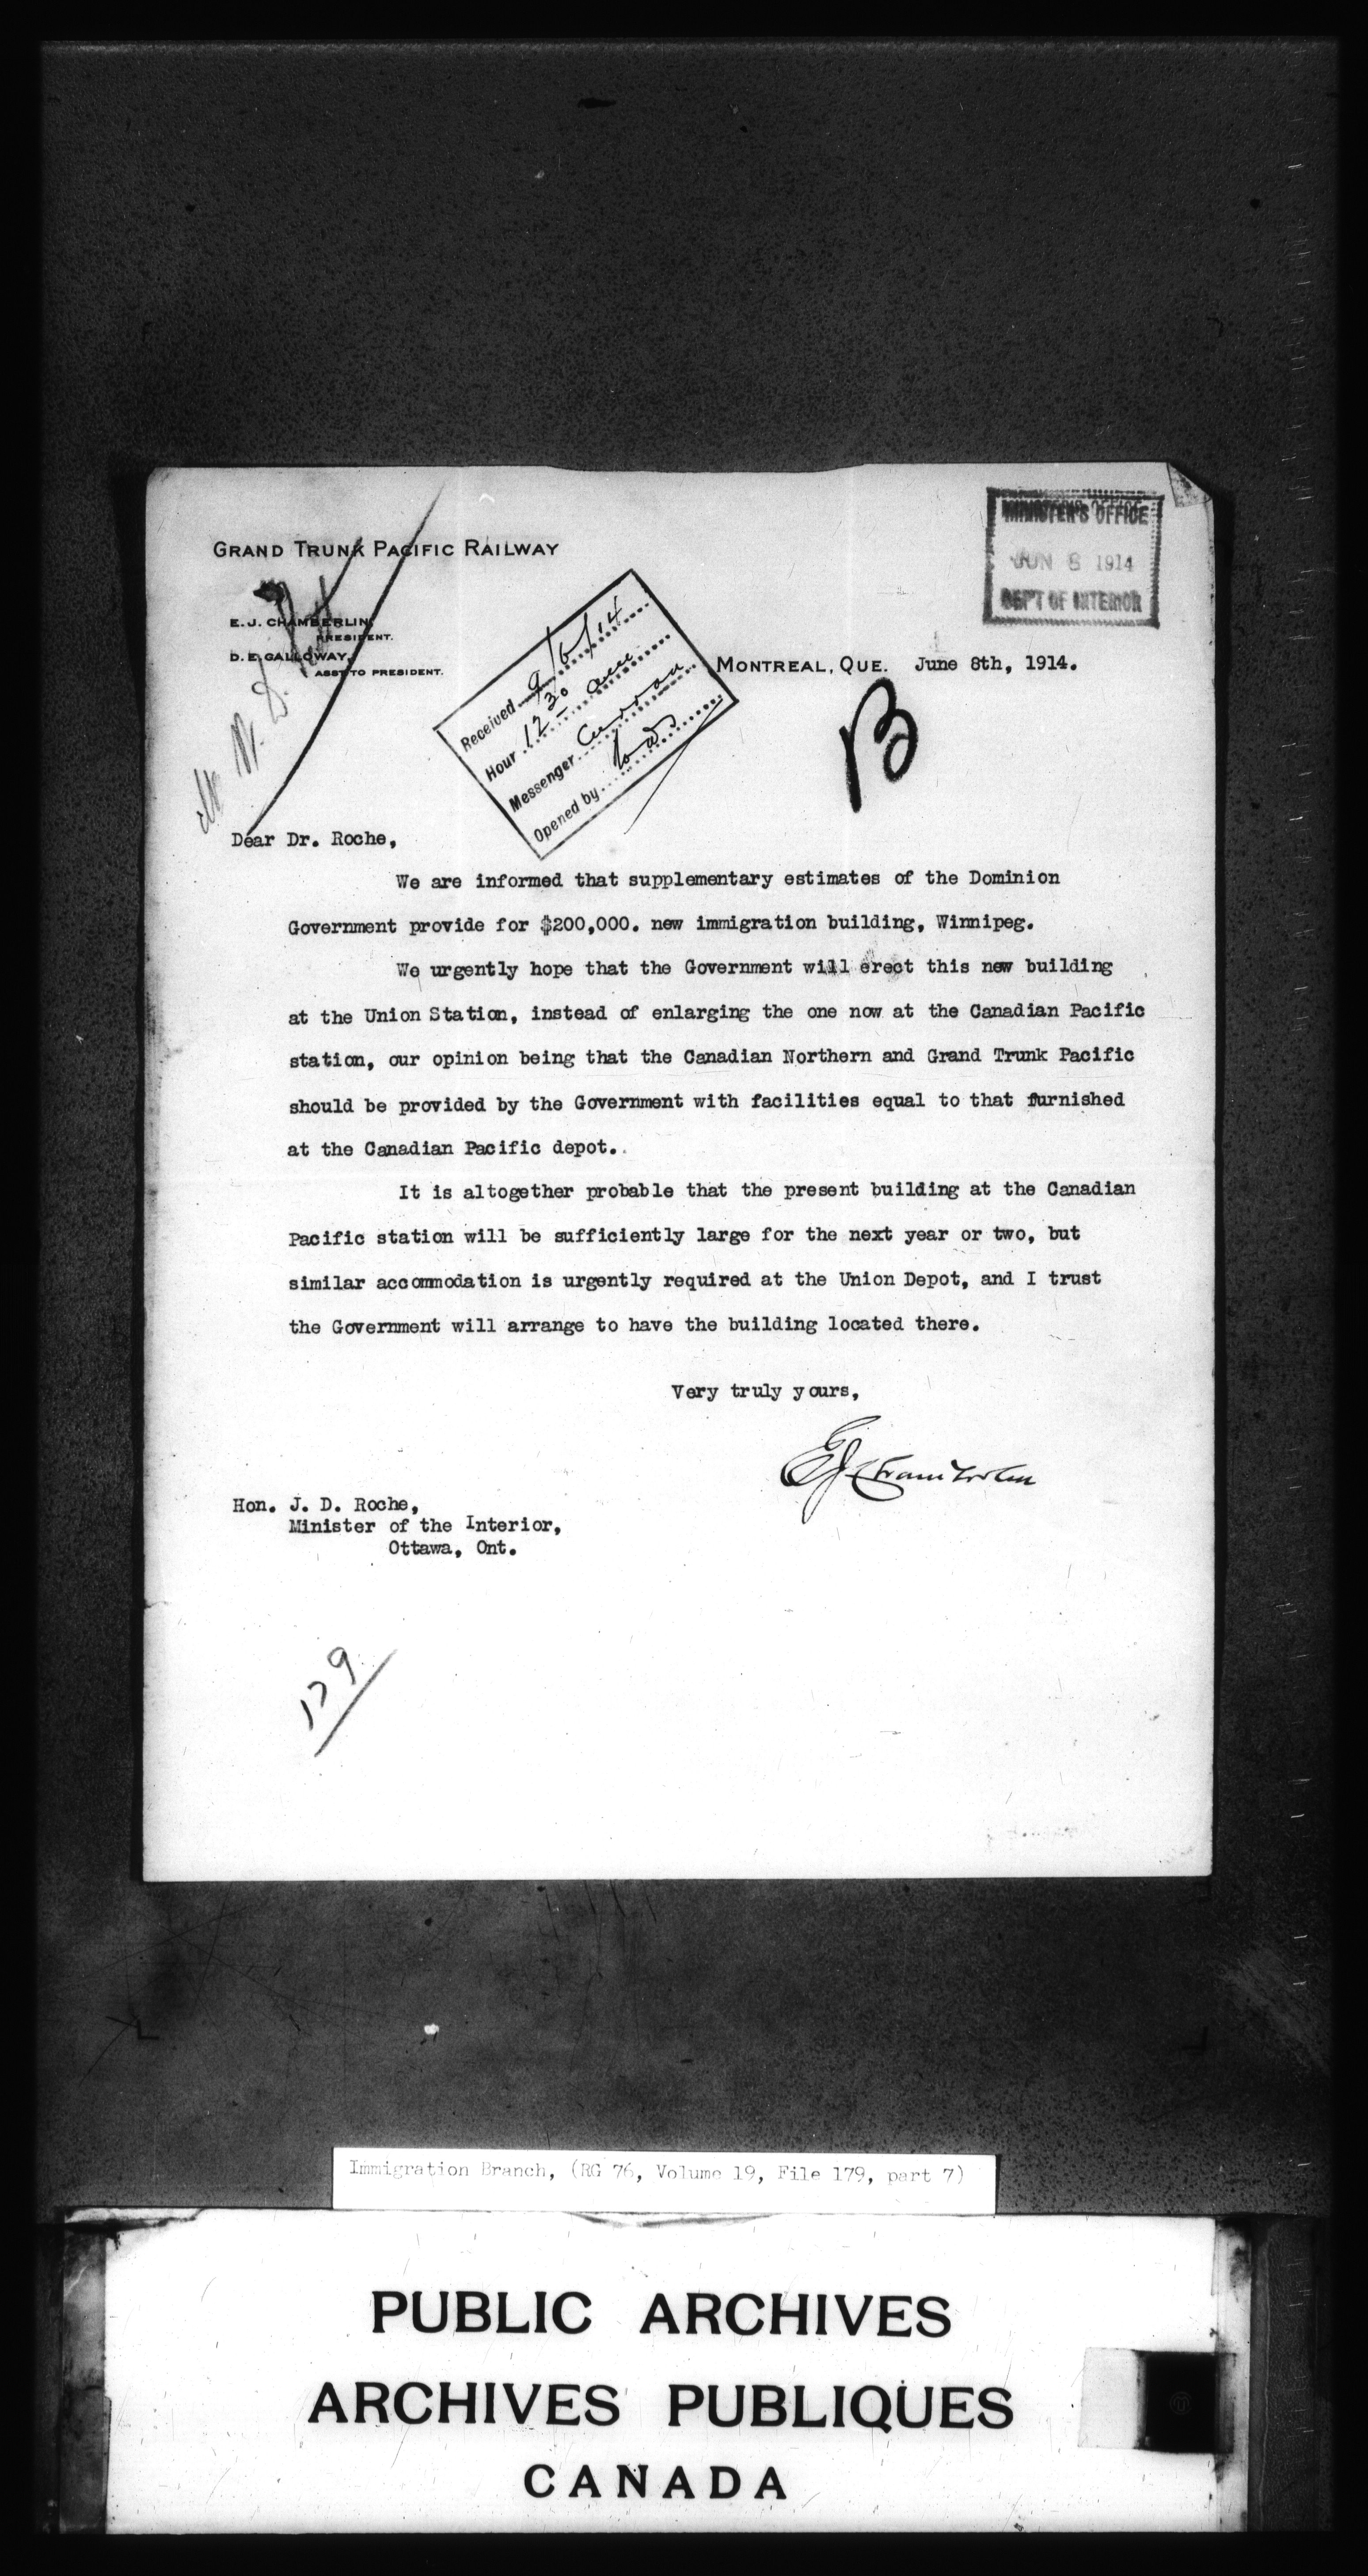 GRAND TRUNK PACIFIC RAILWAY
E. J. CHAMBERLIN,
PRESIDENT.
D. E. GALLOWAY,
ASST TO PRESIDENT.
MINISTER'S OFFICE
JUN 8 1914
DEP'T OF INTERIOR
Received 9/6/14
Hour 12 30
Messenger Curran
Opened by
MONTREAL, QUE. June 8th, 1914.
B
Dear Dr. Roche,
We are informed that supplementary estimates of the Dominion
Government provide for $200,000. new immigration building, Winnipeg.
We urgently hope that the Government will erect this new building
at the Union Station, instead of enlarging the one now at the Canadian Pacific
station, our opinion being that the Canadian Northern and Grand Trunk Pacific
should be provided by the Government with facilities equal to that furnished
at the Canadian Pacific depot.
It is altogether probable that the present building at the Canadian
Pacific station will be sufficiently large for the next year or two, but
similar accommodation is urgently required at the Union Depot, and I trust
the Government will arrange to have the building located there.
Very truly yours,
EJ Chamberlin
Hon. J. D. Roche,
Minister of the Interior,
Ottawa, Ont.
179
Immigration Branch, (RG 76, Volume 19, File 179, part 7)
PUBLIC ARCHIVES
ARCHIVES PUBLIQUES
CANADA